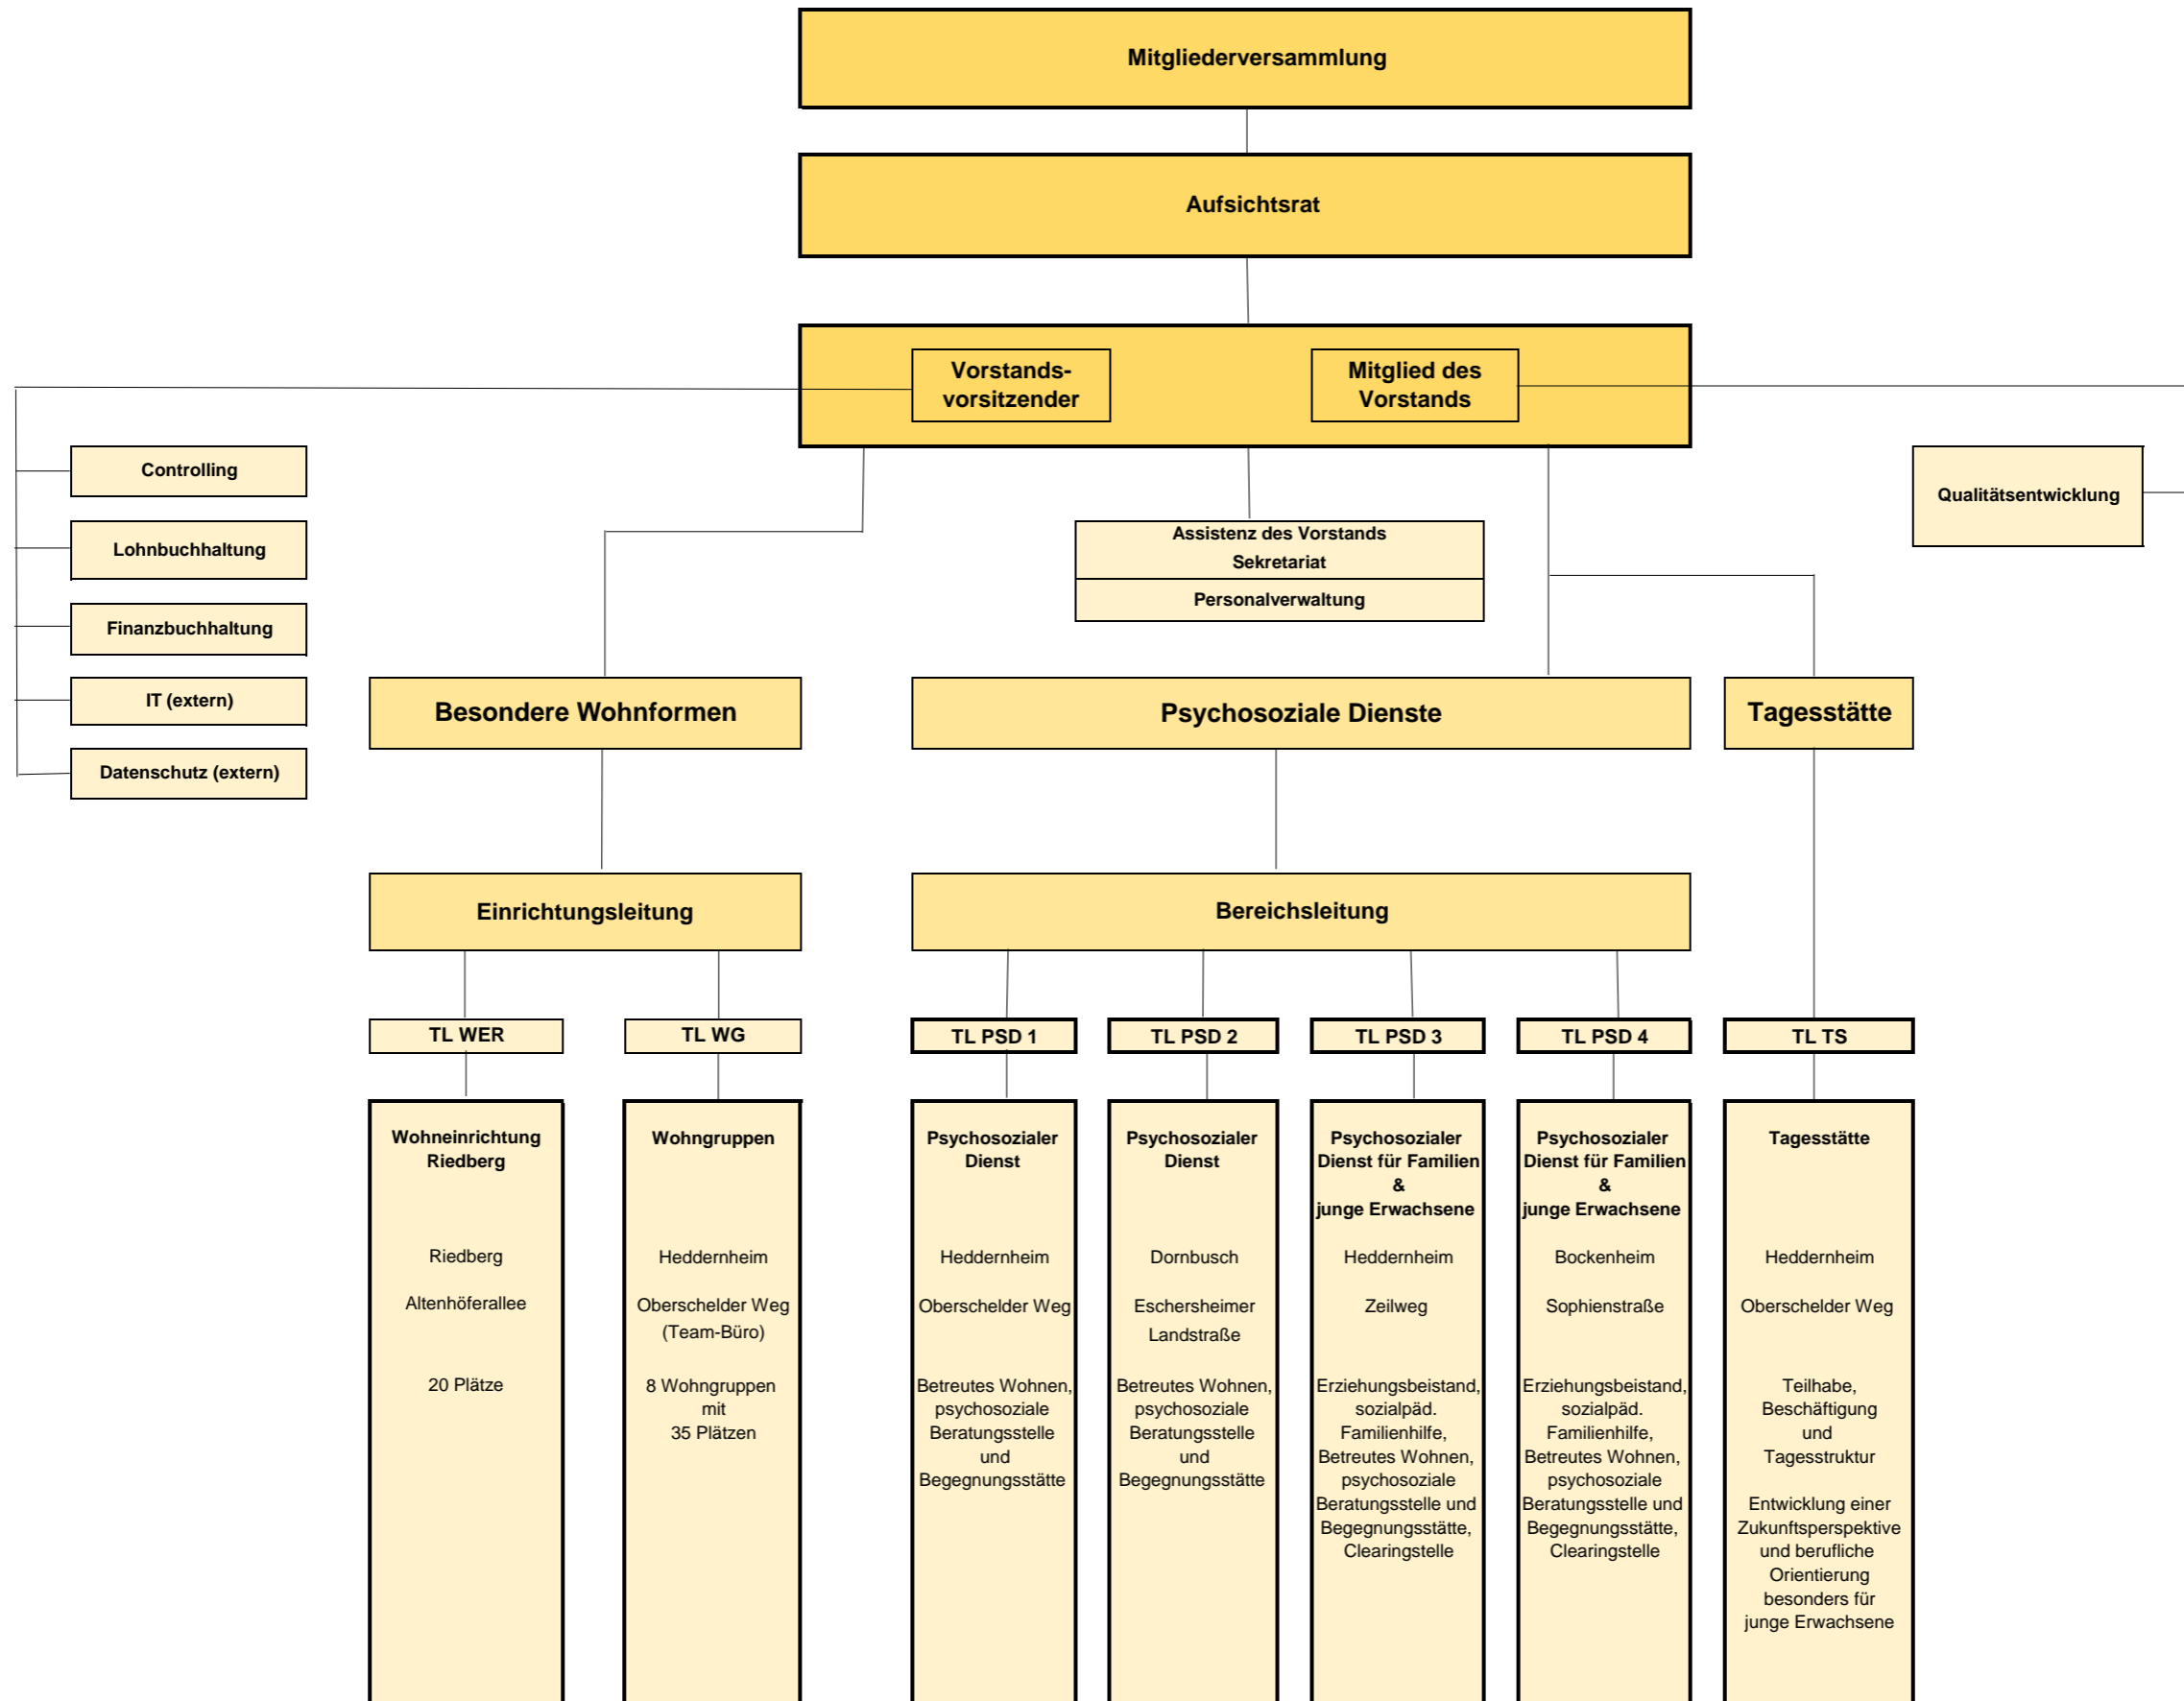 Mitgliederversammlung
Aufsichtsrat
Vorstands-
vorsitzender
Mitglied des
Vorstands
Controlling
Lohnbuchhaltung
Finanzbuchhaltung
IT (extern)
Datenschutz (extern)
Assistenz des Vorstands
Sekretariat
Personalverwaltung
Qualitätsentwicklung
Besondere Wohnformen
Psychosoziale Dienste
Tagesstätte
Einrichtungsleitung
Bereichsleitung
TL WER
TL WG
TL PSD 1
TL PSD 2
TL PSD 3
TL PSD 4
TL TS
Wohneinrichtung
Riedberg
Riedberg
Altenhöferallee
20 Plätze
Wohngruppen
Heddernheim
Oberschelder Weg
(Team-Büro)
8 Wohngruppen
mit
35 Plätzen
Psychosozialer
Dienst
Heddernheim
Oberschelder Weg
Betreutes Wohnen,
psychosoziale
Beratungsstelle
und
Begegnungsstätte
Psychosozialer
Dienst
Dornbusch
Eschersheimer
Landstraße
Betreutes Wohnen,
psychosoziale
Beratungsstelle
und
Begegnungsstätte
Psychosozialer
Dienst für Familien
&
junge Erwachsene
Heddernheim
Zeilweg
Erziehungsbeistand,
sozialpäd.
Familienhilfe,
Betreutes Wohnen,
psychosoziale
Beratungsstelle und
Begegnungsstätte,
Clearingstelle
Psychosozialer
Dienst für Familien
&
junge Erwachsene
Bockenheim
Sophienstraße
Erziehungsbeistand,
sozialpäd.
Familienhilfe,
Betreutes Wohnen,
psychosoziale
Beratungsstelle und
Begegnungsstätte,
Clearingstelle
Tagesstätte
Heddernheim
Oberschelder Weg
Teilhabe,
Beschäftigung
und
Tagesstruktur
Entwicklung einer
Zukunftsperspektive
und berufliche
Orientierung
besonders für
junge Erwachsene